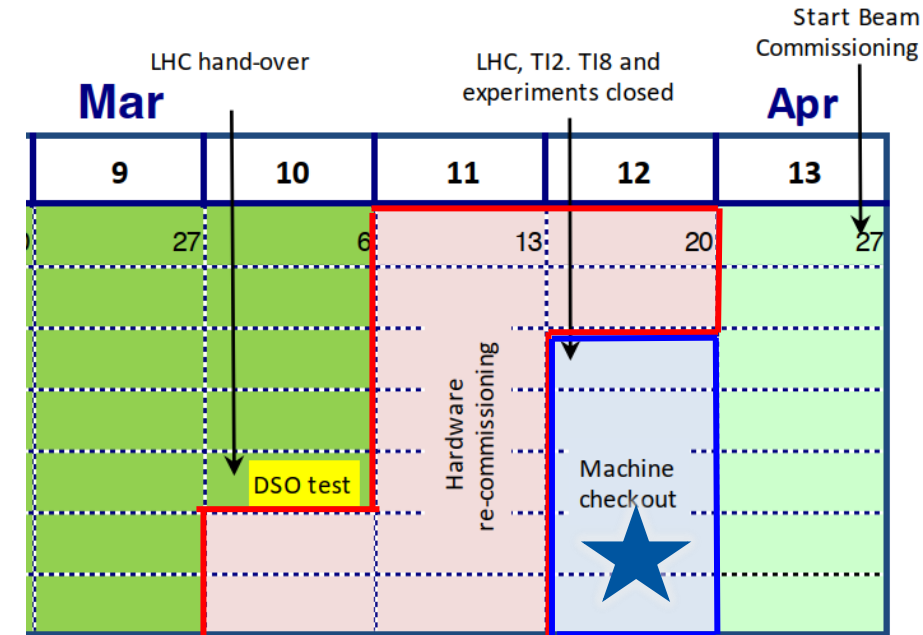 Start Beam
Commissioning
LHC hand-over
LHC, TI2. TI8 and
experiments closed
Mar
Apr
9 10 11 12 13
27 6 13 20 27
Hardware
re-commissioning
DSO test
Machine
checkout